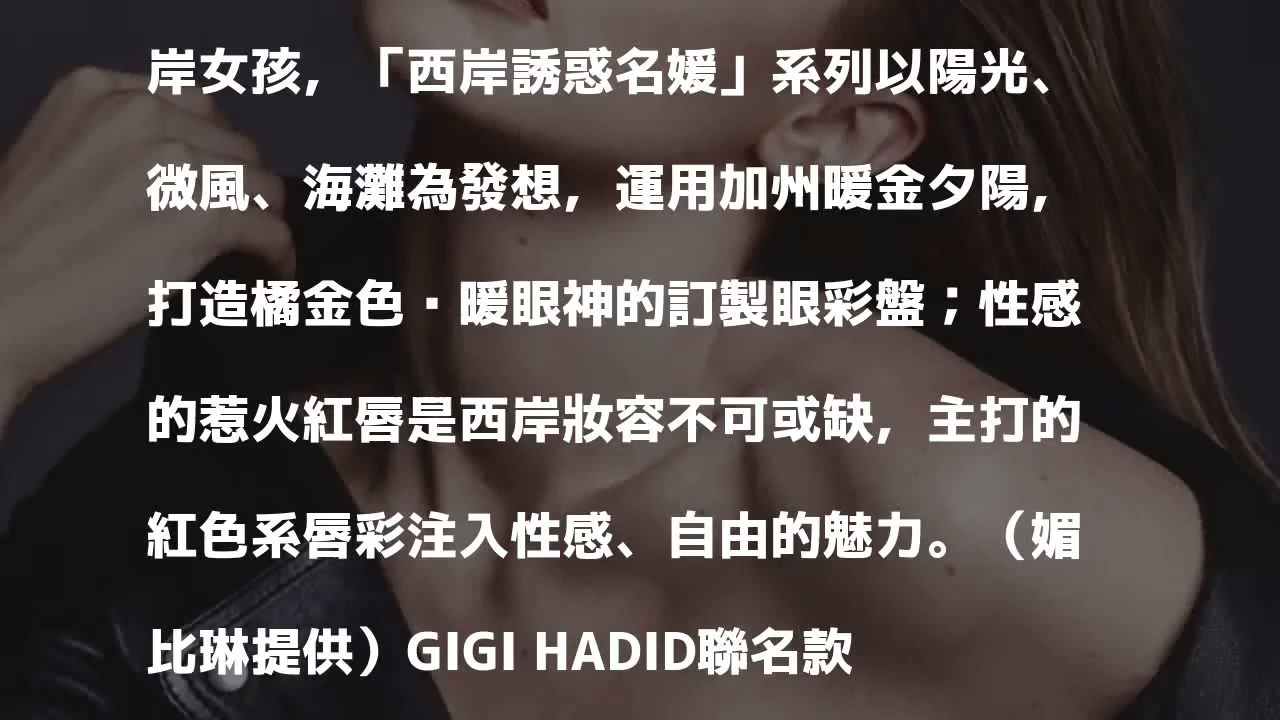 岸女孩，「西岸誘惑名媛」系列以陽光、
微風、海灘為發想，運用加州暖金夕陽，
打造橘金色·暖眼神的訂製眼彩盤；性感
的惹火紅唇是西岸妝容不可或缺，主打的
紅色系唇彩注入性感、自由的魅力。（媚
比琳提供）GIGI HADID聯名款